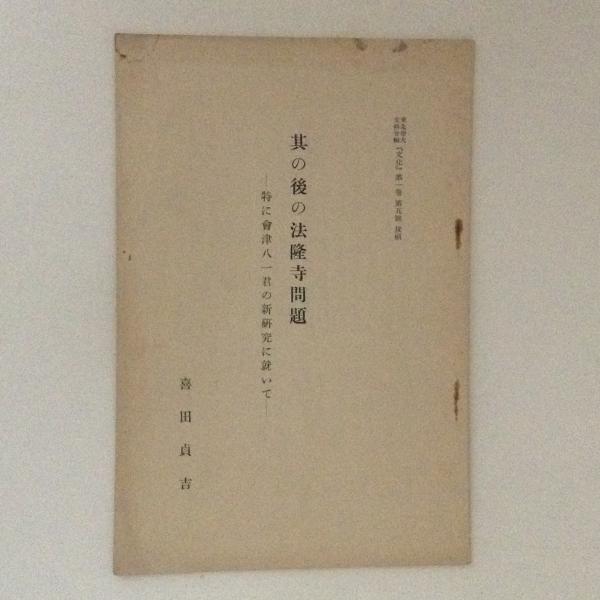 東北帝大
文科會編
『文化』第一卷 第五號 拔刷
其の後の法隆寺問題
―特に會津八一君の新硏究に就いて―
喜田貞吉